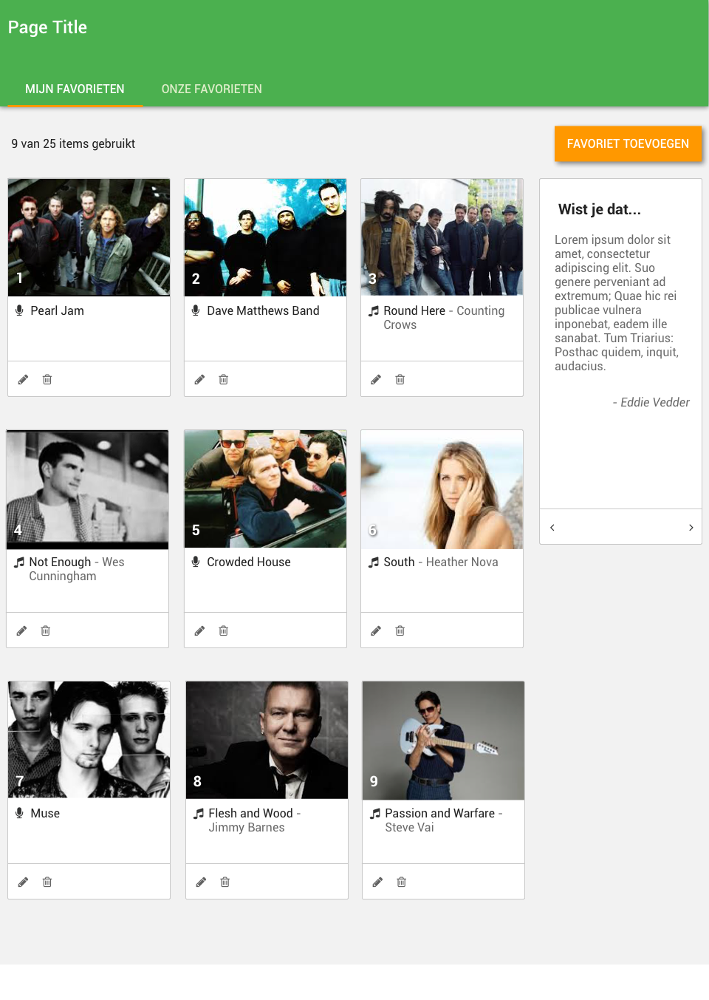 Page Title
MIJN FAVORIETEN
ONZE FAVORIETEN
9 van 25 items gebruikt
FAVORIET TOEVOEGEN
1
Pearl Jam
2
Dave Matthews Band
3
Round Here - Counting
Crows
Wist je dat...
Lorem ipsum dolor sit
amet, consectetur
adipiscing elit. Suo
genere perveniant ad
extremum; Quae hic rei
publicae vulnera
inponebat, eadem ille
sanabat. Tum Triarius:
Posthac quidem, inquit,
audacius.
- Eddie Vedder
4
Not Enough - Wes
Cunningham
5
Crowded House
6
South - Heather Nova
7
Muse
8
Flesh and Wood -
Jimmy Barnes
9
Passion and Warfare -
Steve Vai